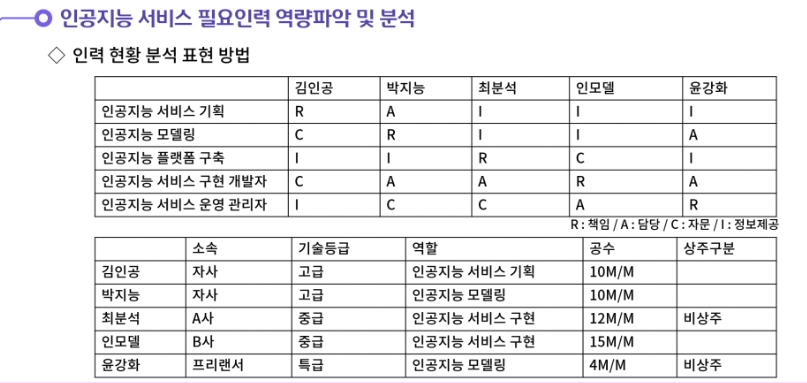 인공지능 서비스 필요인력 역량파악 및 분석
◇ 인력 현황 분석 표현 방법
김인공 박지능 최분석 인모델 윤강화
인공지능 서비스 기획 R A I I I
인공지능 모델링 C R I I A
인공지능 플랫폼 구축 I I R C I
인공지능 서비스 구현 개발자 C A A R A
인공지능 서비스 운영 관리자 I C C A R
R : 책임 / A : 담당 / C : 자문 / I : 정보제공
소속 기술등급 역할 공수 상주구분
김인공 자사 고급 인공지능 서비스 기획 10M/M
박지능 자사 고급 인공지능 모델링 10M/M
최분석 A사 중급 인공지능 서비스 구현 12M/M 비상주
인모델 B사 중급 인공지능 서비스 구현 15M/M
윤강화 프리랜서 특급 인공지능 모델링 4M/M 비상주